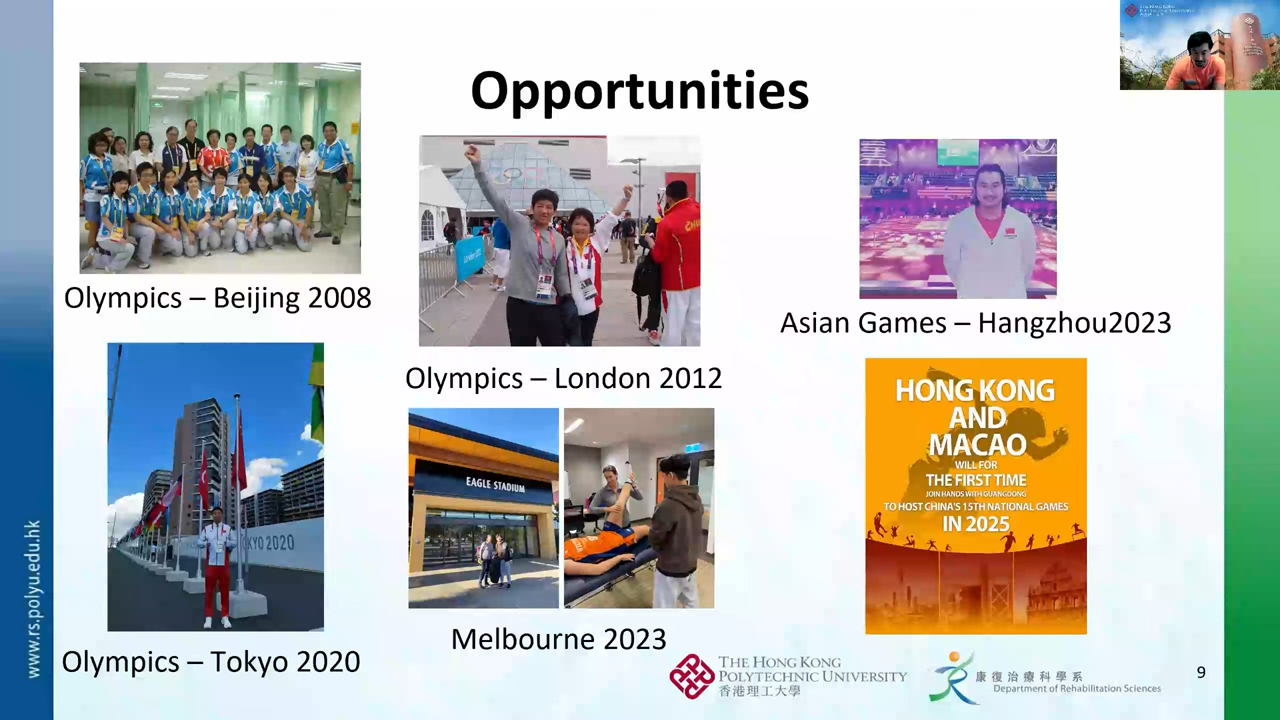 Opportunities
Olympics – Beijing 2008
Olympics – London 2012
Asian Games – Hangzhou2023
TOKYO 2020
Olympics – Tokyo 2020
EAGLE STADIUM
Melbourne 2023
HONG KONG
AND
MACAO
WILL FOR
THE FIRST TIME
JOIN HANDS WITH GUANGDONG
TO HOST CHINA'S 15TH NATIONAL GAMES
IN 2025
www.rs.polyu.edu.hk
THE HONG KONG
POLYTECHNIC UNIVERSITY
香港理工大學
康復治療科學系
Department of Rehabilitation Sciences
9